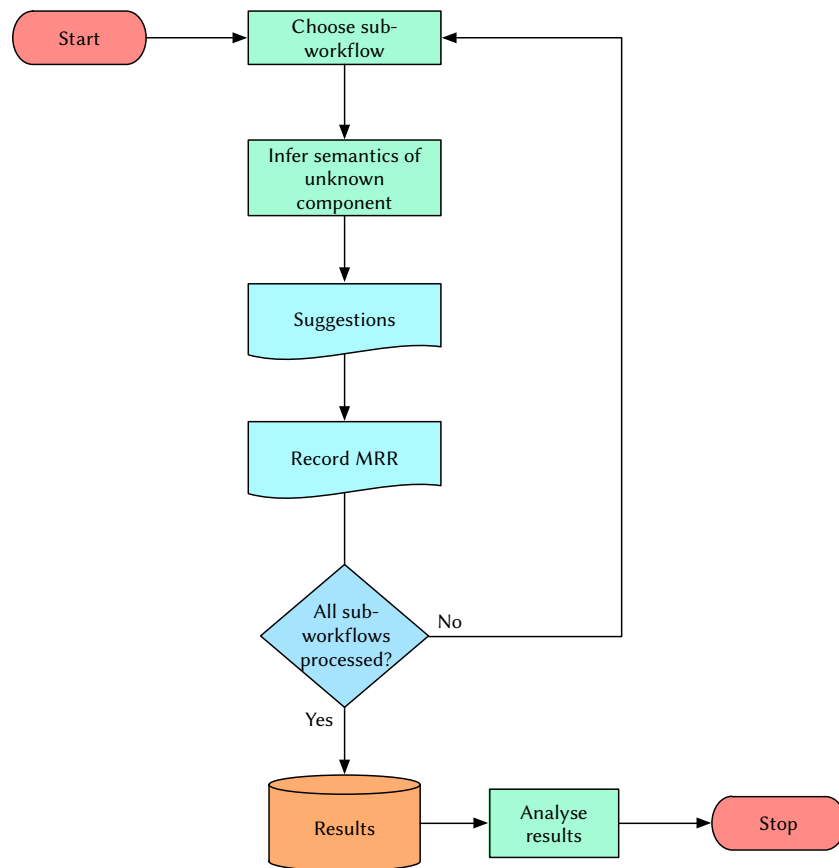 Start
Choose sub-
workflow
Infer semantics of
unknown
component
Suggestions
Record MRR
All sub-
workflows
processed?
No
Yes
Results
Analyse
results
Stop